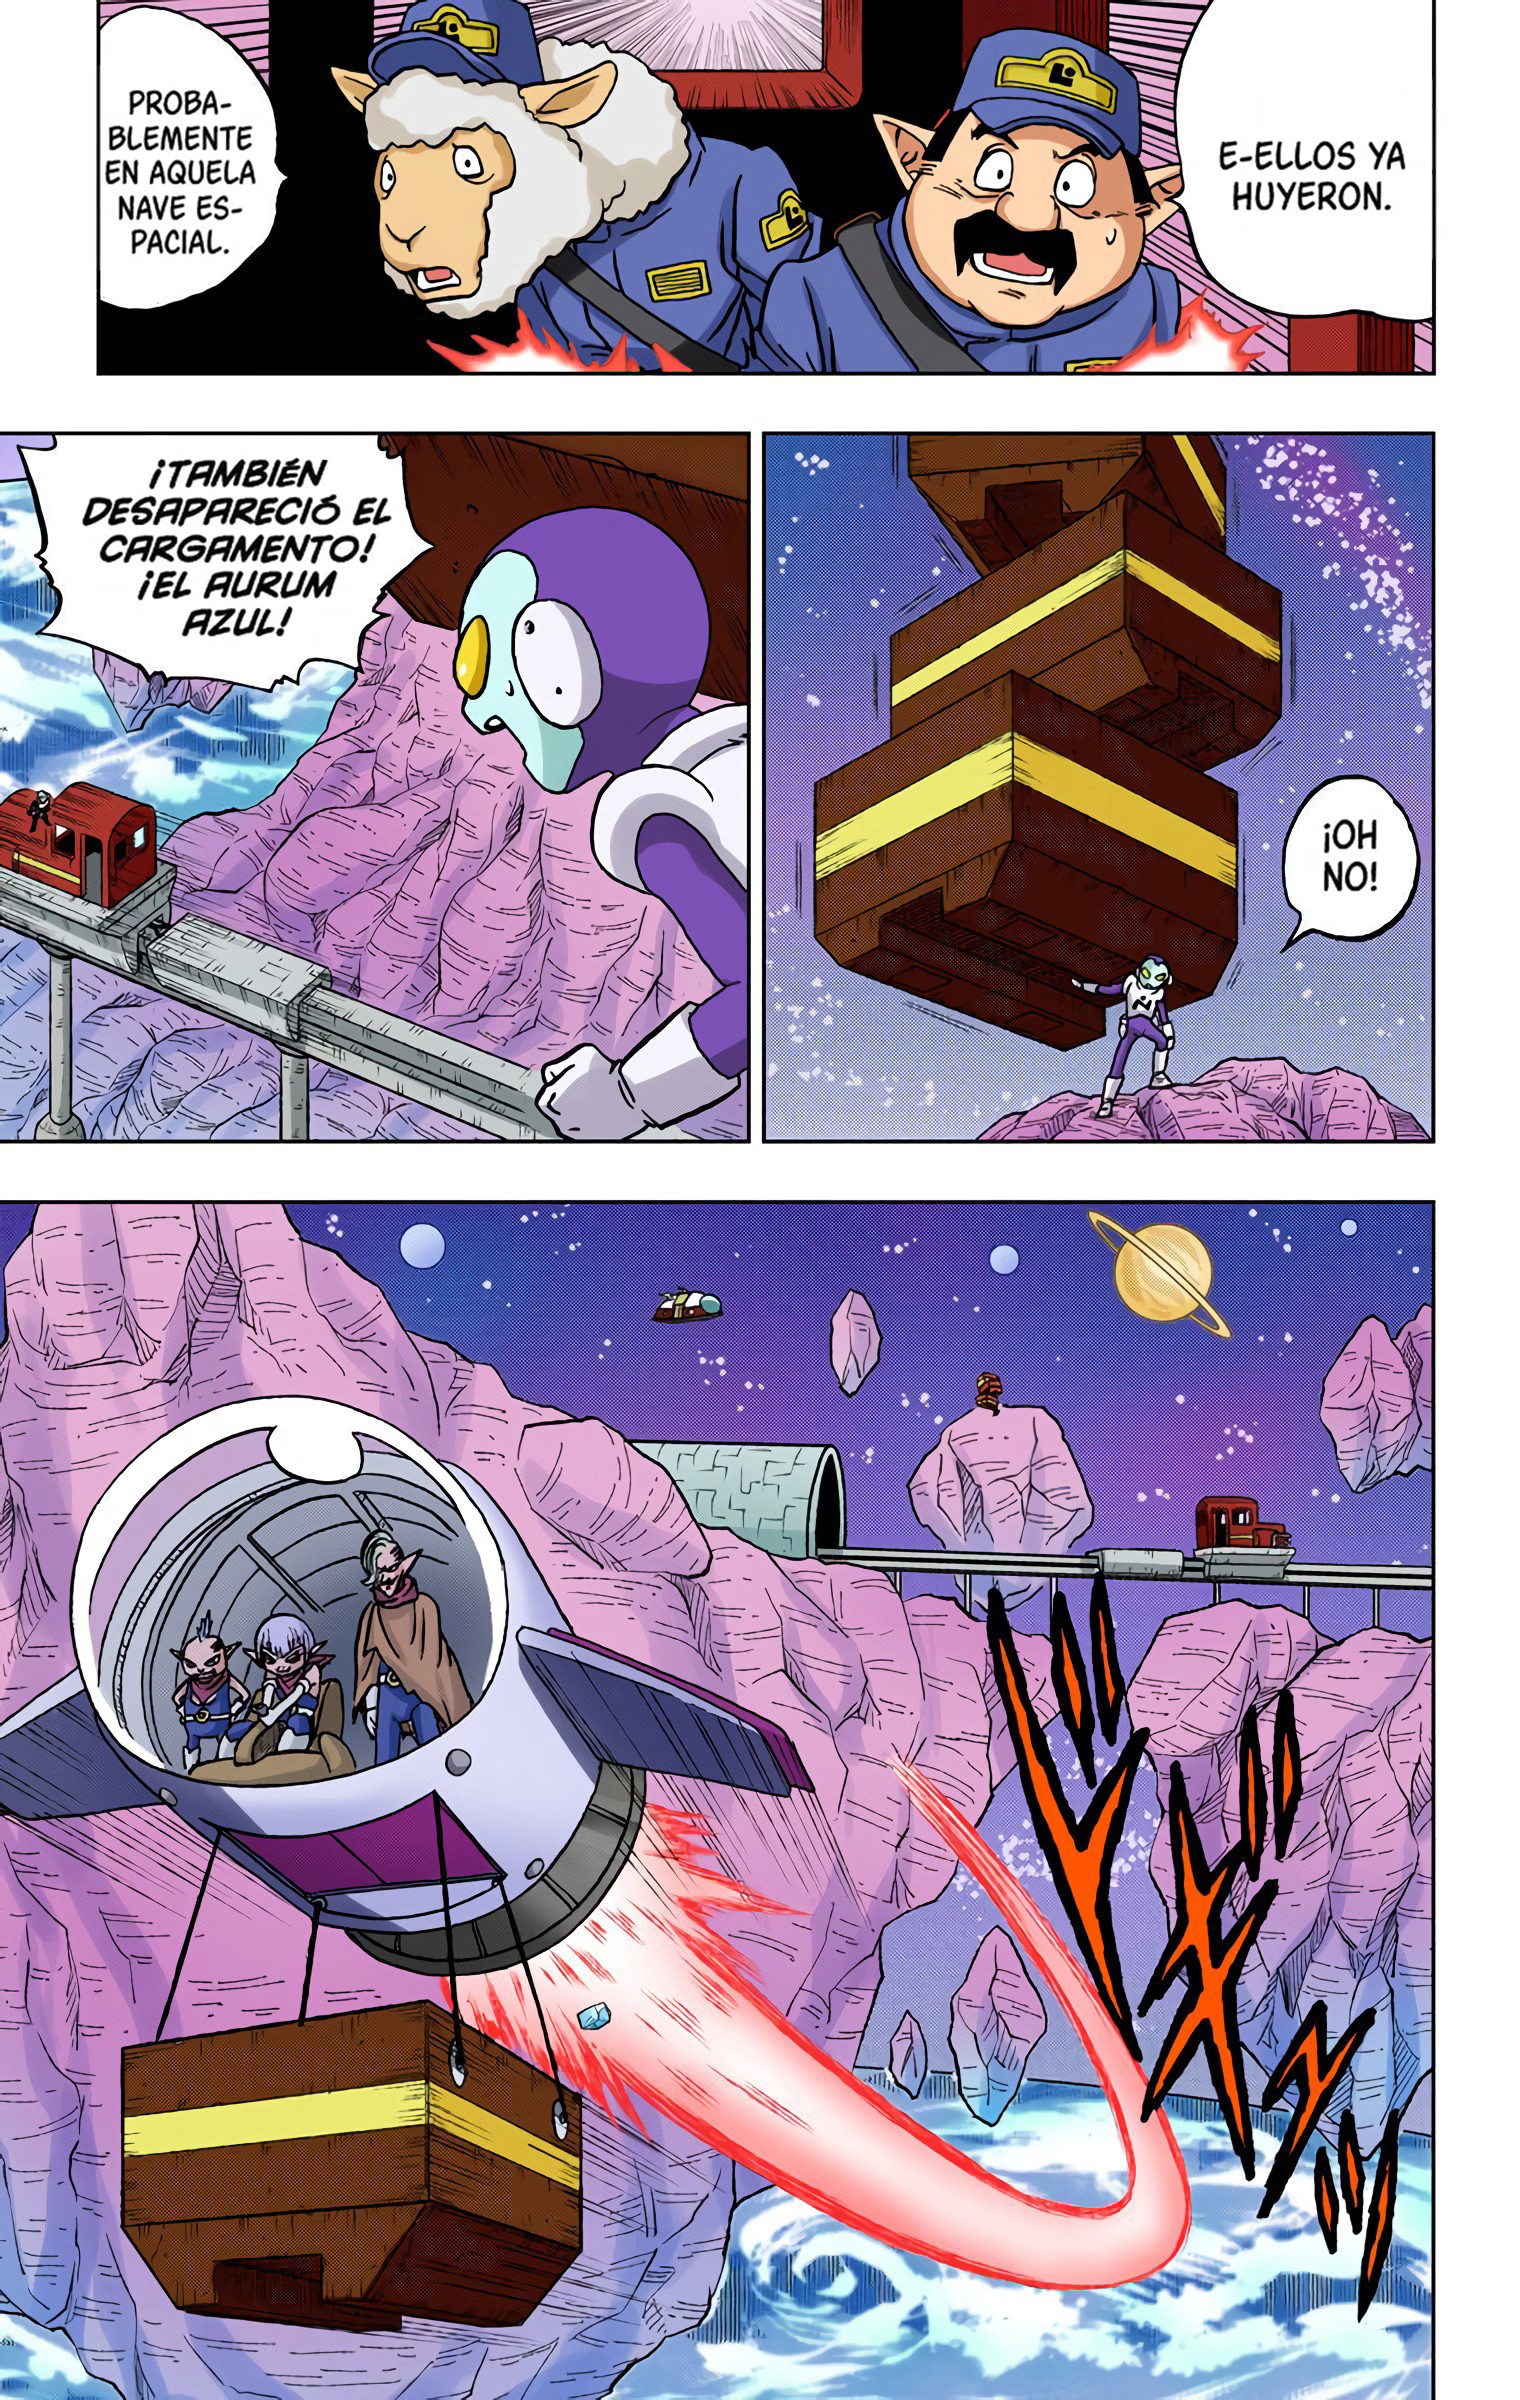 E-ELLOS YA
HUYERON.
PROBA-
BLEMENTE
EN AQUELA
NAVE ES-
PACIAL.
¡OH
NO!
¡TAMBIÉN
DESAPARECIÓ EL
CARGAMENTO!
¡EL AURUM
AZUL!